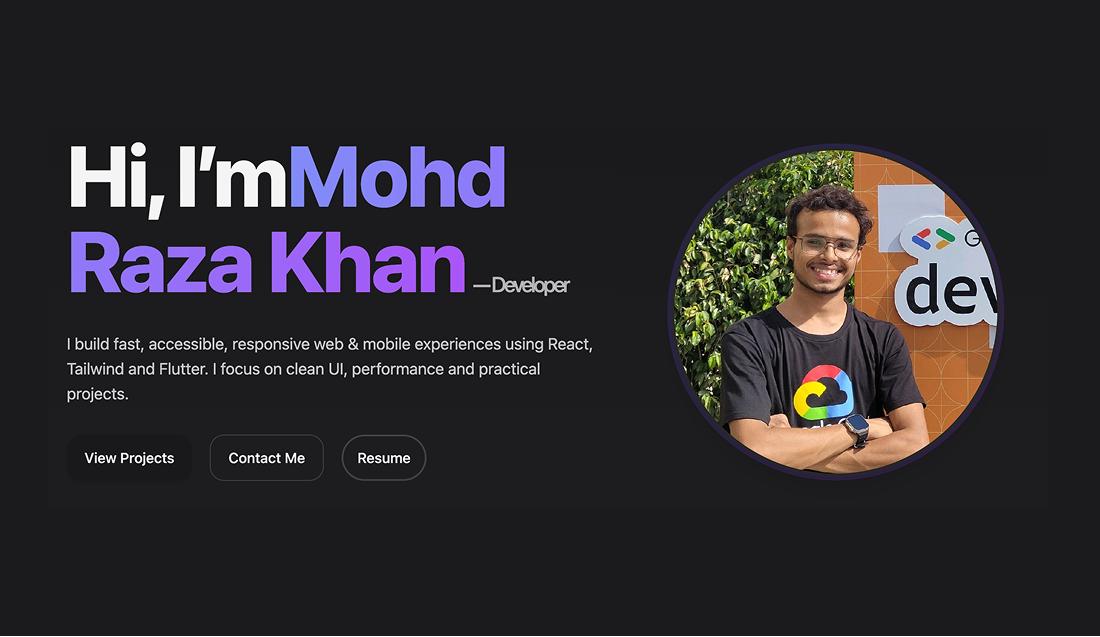 Hi, I’m Mohd
Raza Khan — Developer
I build fast, accessible, responsive web & mobile experiences using React,
Tailwind and Flutter. I focus on clean UI, performance and practical
projects.
View Projects
Contact Me
Resume
G
dev